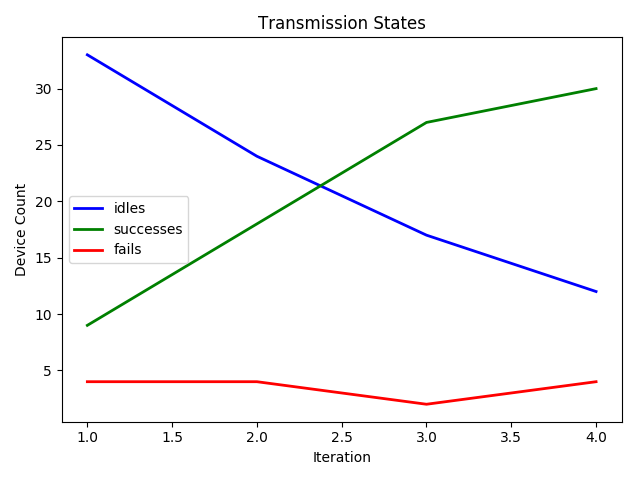 Transmission States
Device Count
30
25
20
15
10
5
idles
successes
fails
1.0 1.5 2.0 2.5 3.0 3.5 4.0
Iteration